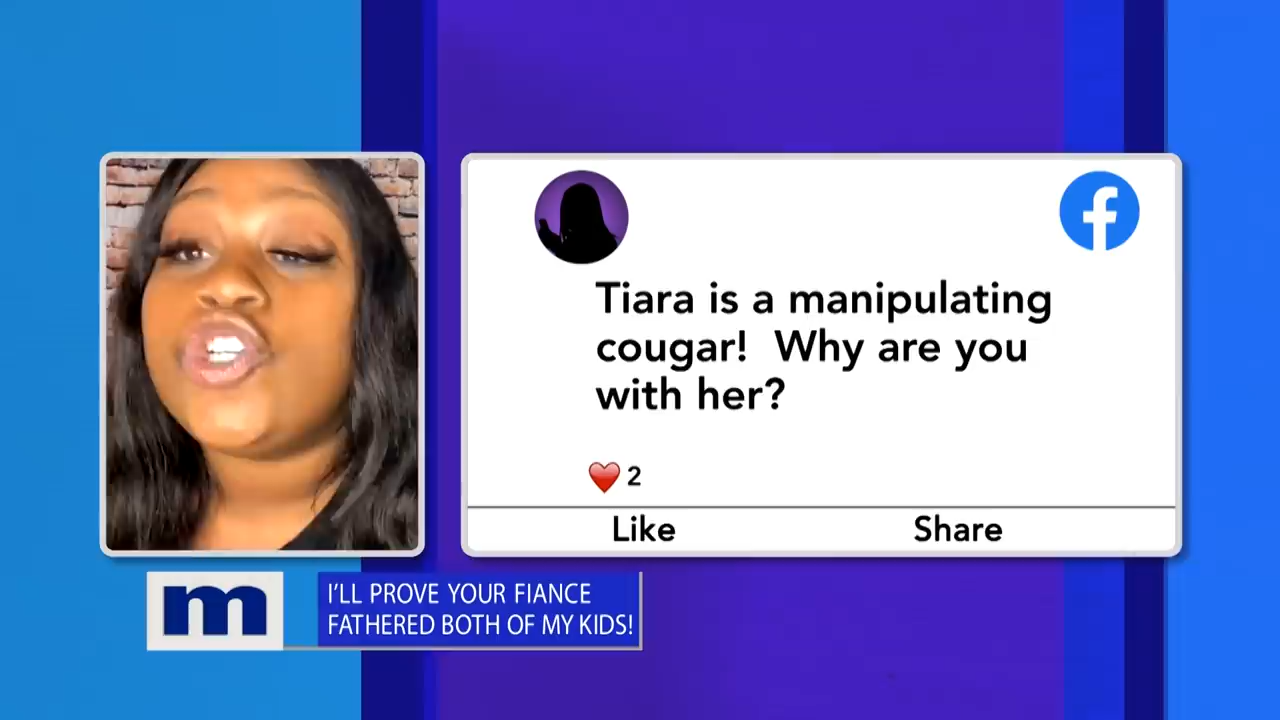 Tiara is a manipulating
cougar!  Why are you
with her?
2
Like
Share
m
I'LL PROVE YOUR FIANCE
FATHERED BOTH OF MY KIDS!